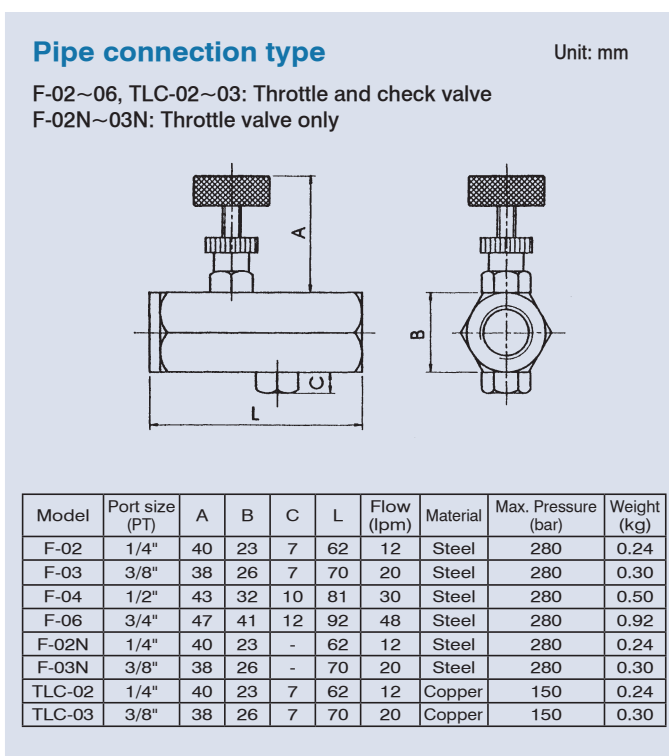 Pipe connection type Unit: mm
F-02~06, TLC-02~03: Throttle and check valve
F-02N~03N: Throttle valve only
A
B
C
L
Model Port size (PT) A B C L Flow (lpm) Material Max. Pressure (bar) Weight (kg)
F-02 1/4" 40 23 7 62 12 Steel 280 0.24
F-03 3/8" 38 26 7 70 20 Steel 280 0.30
F-04 1/2" 43 32 10 81 30 Steel 280 0.50
F-06 3/4" 47 41 12 92 48 Steel 280 0.92
F-02N 1/4" 40 23 - 62 12 Steel 280 0.24
F-03N 3/8" 38 26 - 70 20 Steel 280 0.30
TLC-02 1/4" 40 23 7 62 12 Copper 150 0.24
TLC-03 3/8" 38 26 7 70 20 Copper 150 0.30